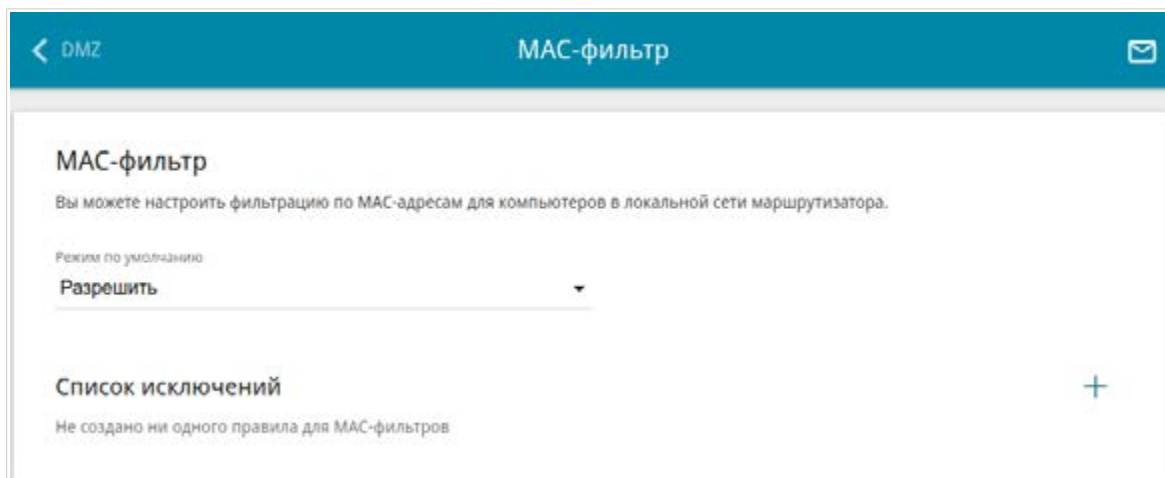 DMZ
MAC-фильтр
MAC-фильтр
Вы можете настроить фильтрацию по MAC-адресам для компьютеров в локальной сети маршрутизатора.
Режим по умолчанию
Разрешить
Список исключений
Не создано ни одного правила для MAC-фильтров